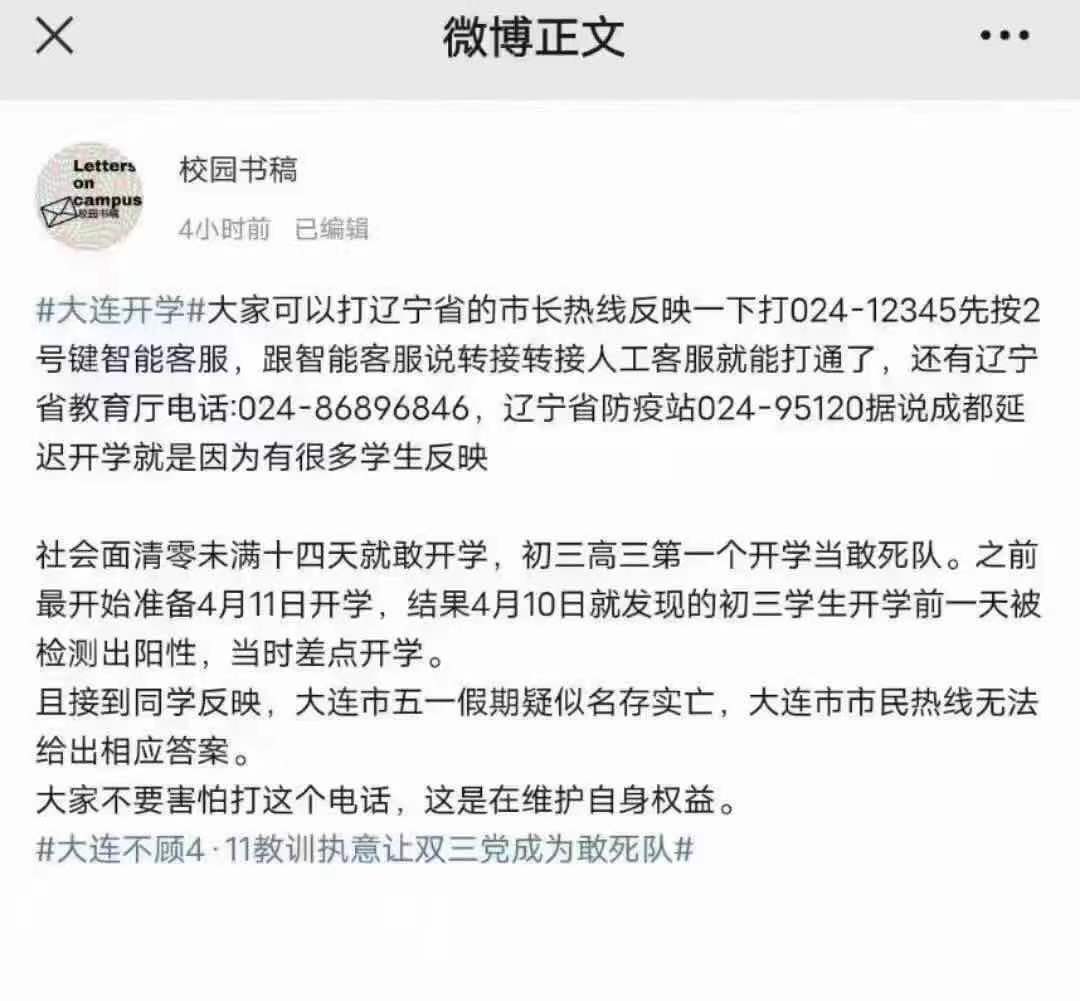 微博正文
Letters
on
campus
校园书稿
校园书稿
4小时前 已编辑
#大连开学#大家可以打辽宁省的市长热线反映一下打024-12345先按2
号键智能客服，跟智能客服说转接转接人工客服就能打通了，还有辽宁
省教育厅电话:024-86896846，辽宁省防疫站024-95120据说成都延
迟开学就是因为有很多学生反映
社会面清零未满十四天就敢开学，初三高三第一个开学当敢死队。之前
最开始准备4月11日开学，结果4月10日就发现的初三学生开学前一天被
检测出阳性，当时差点开学。
且接到同学反映，大连市五一假期疑似名存实亡，大连市市民热线无法
给出相应答案。
大家不要害怕打这个电话，这是在维护自身权益。
#大连不顾4·11教训执意让双三党成为敢死队#